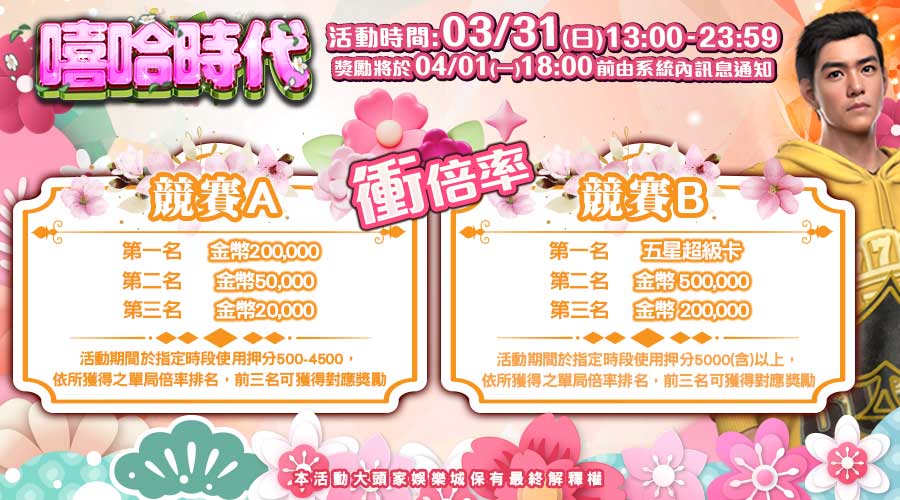 嘻哈時代
活動時間:03/31(日)13:00-23:59
獎勵將於04/01(一)18:00前由系統內訊息通知
衝倍率
競賽A
第一名 金幣200,000
第二名 金幣50,000
第三名 金幣20,000
活動期間於指定時段使用押分500-4500，
依所獲得之單局倍率排名，前三名可獲得對應獎勵
競賽B
第一名 五星超級卡
第二名 金幣 500,000
第三名 金幣 200,000
活動期間於指定時段使用押分5000(含)以上，
依所獲得之單局倍率排名，前三名可獲得對應獎勵
17
本活動大頭家娛樂城保有最終解釋權